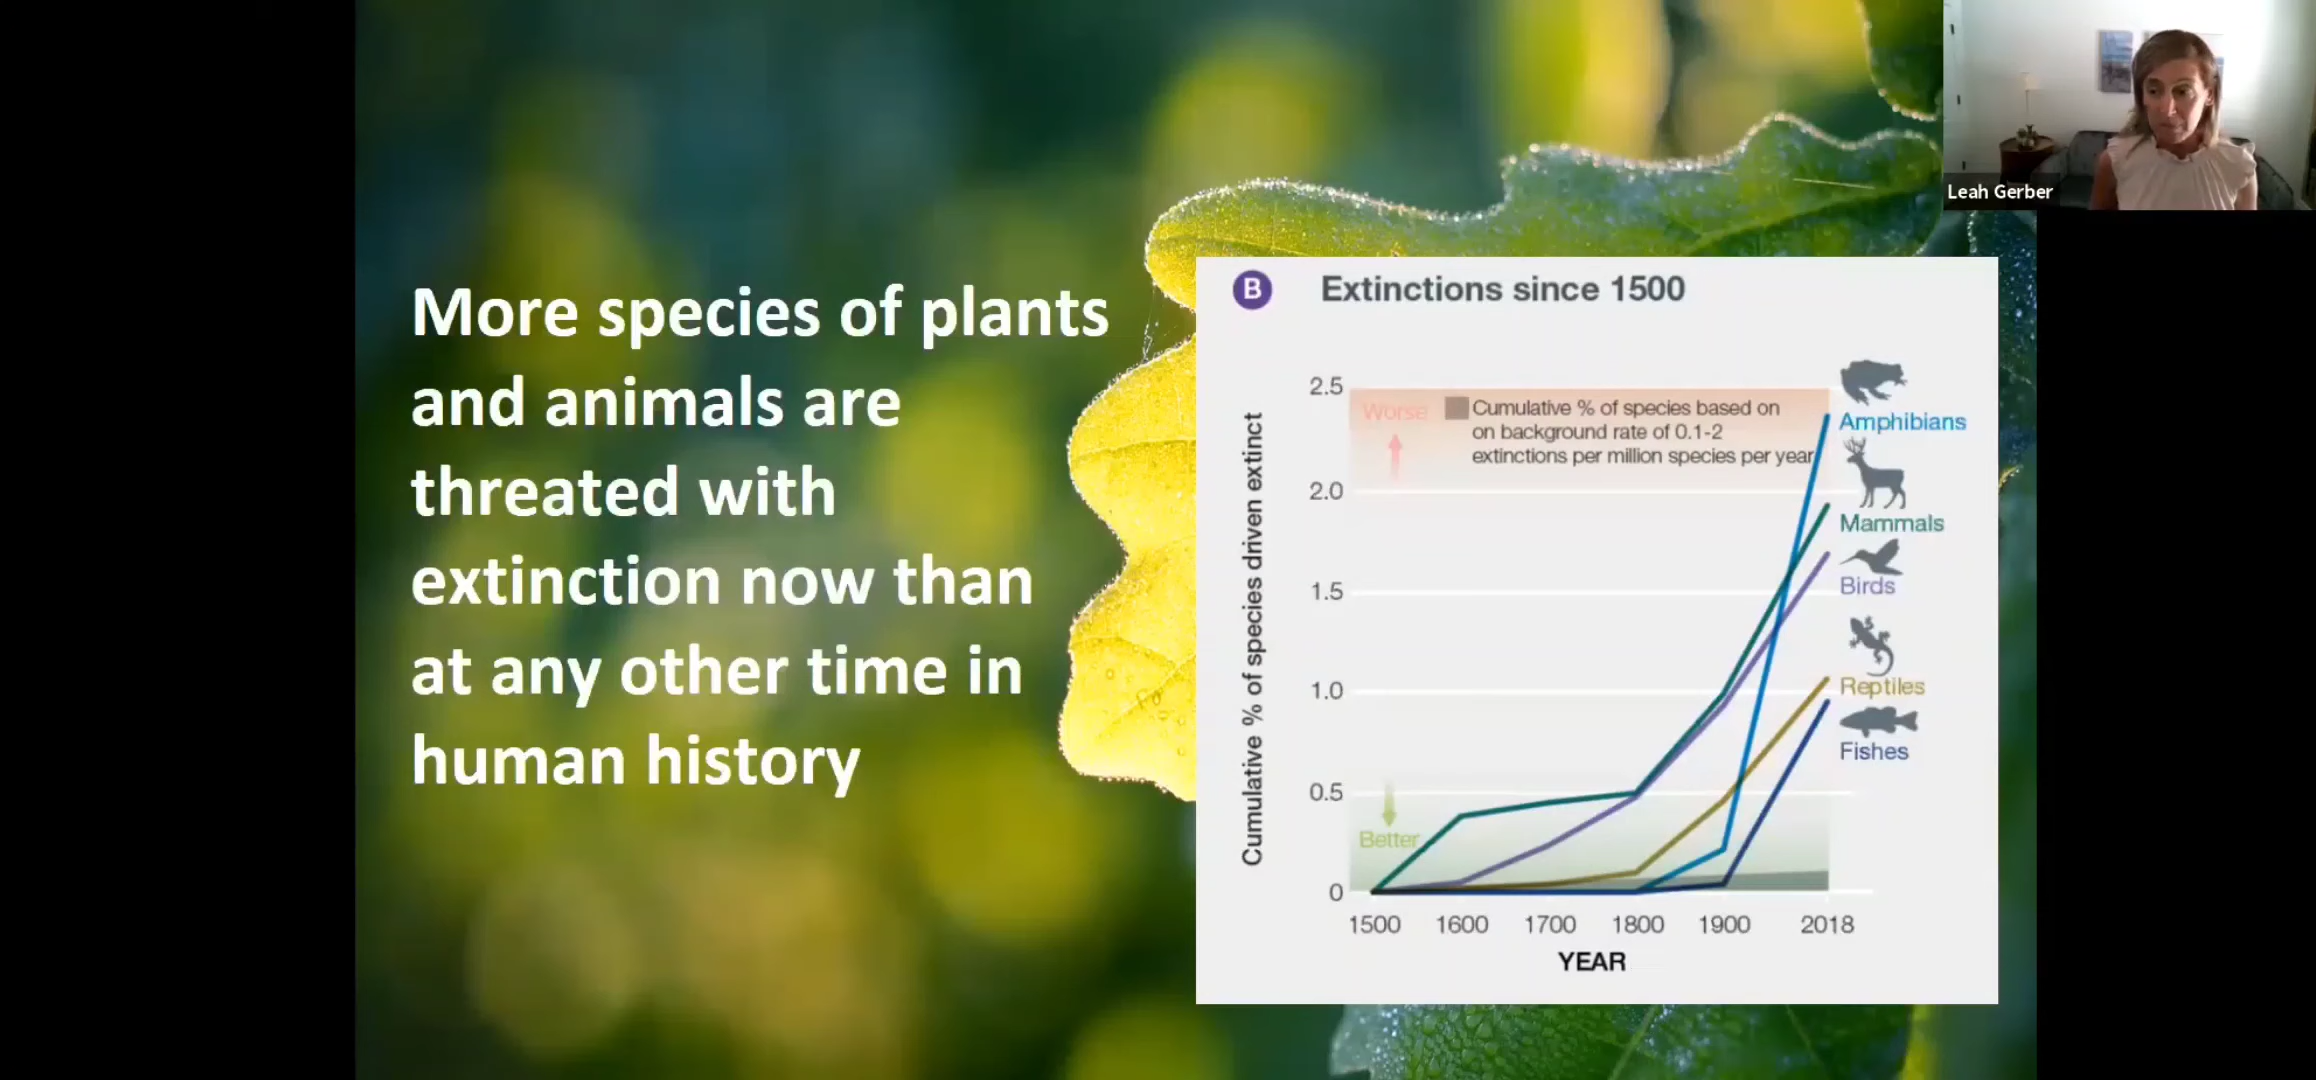 More species of plants
and animals are
threated with
extinction now than
at any other time in
human history
Leah Gerber
B Extinctions since 1500
Cumulative % of species driven extinct
2.5
2.0
1.5
1.0
0.5
0
Worse
Cumulative % of species based on
on background rate of 0.1-2
extinctions per million species per year
Better
Amphibians
Mammals
Birds
Reptiles
Fishes
1500 1600 1700 1800 1900 2018
YEAR